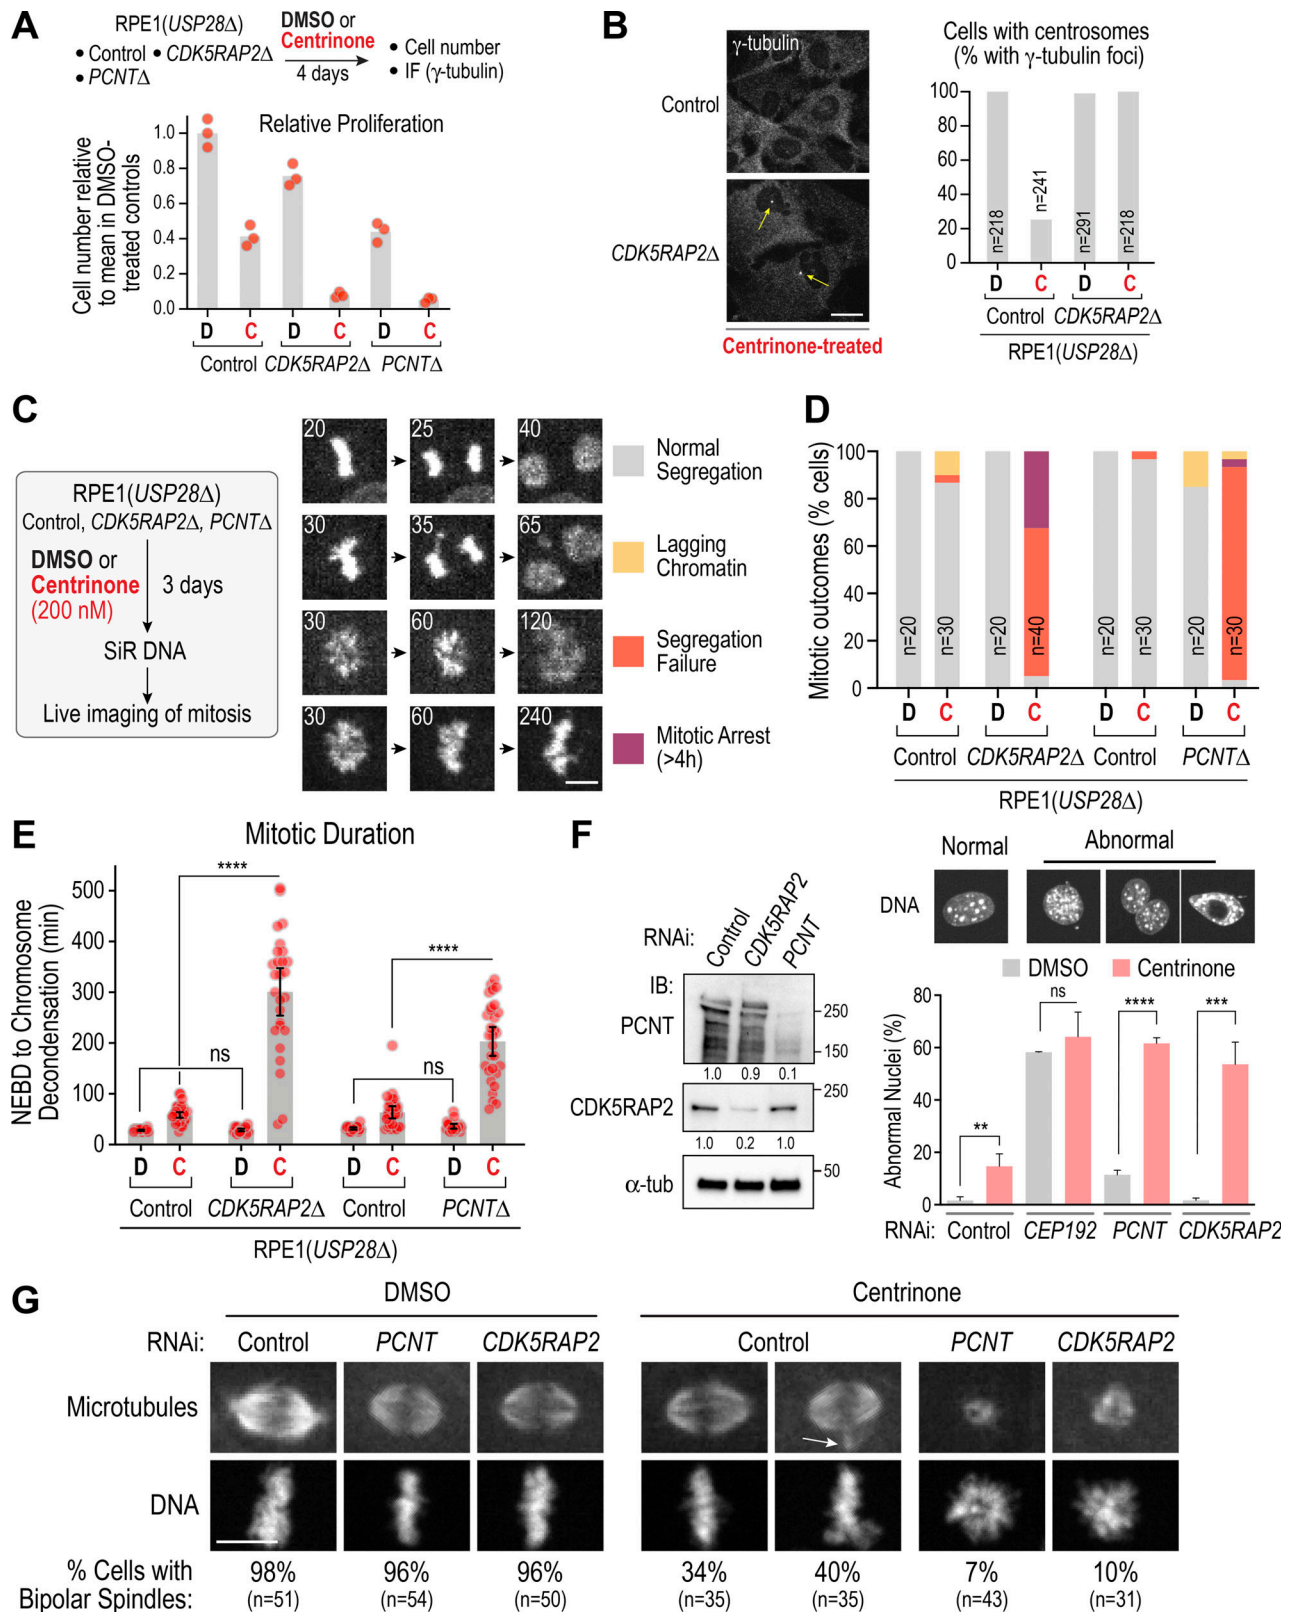 A
RPE1(USP28Δ)
• Control • CDK5RAP2Δ
• PCNTΔ
DMSO or
Centrinone
4 days
• Cell number
• IF (γ-tubulin)
Relative Proliferation
Cell number relative
to mean in DMSO-
treated controls
1.0
0.8
0.6
0.4
0.2
0.0
D C D C D C
Control CDK5RAP2Δ PCNTΔ
B
γ-tubulin
Control
CDK5RAP2Δ
Centrinone-treated
Cells with centrosomes
(% with γ-tubulin foci)
100
80
60
40
20
0
n=218
n=241
n=291
n=218
D C D C
Control CDK5RAP2Δ
RPE1(USP28Δ)
C
RPE1(USP28Δ)
Control, CDK5RAP2Δ, PCNTΔ
DMSO or
Centrinone
(200 nM)
3 days
SiR DNA
Live imaging of mitosis
20 25 40
Normal
Segregation
30 35 65
Lagging
Chromatin
30 60 120
Segregation
Failure
30 60 240
Mitotic Arrest
(>4h)
D
Mitotic outcomes (% cells)
100
80
60
40
20
0
n=20
n=30
n=20
n=40
n=20
n=30
n=20
n=30
D C D C D C D C
Control CDK5RAP2Δ Control PCNTΔ
RPE1(USP28Δ)
E
Mitotic Duration
NEBD to Chromosome
Decondensation (min)
500
400
300
200
100
0
****
ns
****
ns
D C D C D C D C
Control CDK5RAP2Δ Control PCNTΔ
RPE1(USP28Δ)
F
RNAi:
Control
CDK5RAP2
PCNT
IB:
PCNT
250
150
1.0 0.9 0.1
250
CDK5RAP2
1.0 0.2 1.0
50
α-tub
Normal
Abnormal
DNA
DMSO Centrinone
Abnormal Nuclei (%)
80
60
40
20
0
**
ns
****
***
RNAi: Control CEP192 PCNT CDK5RAP2
G
DMSO
Centrinone
RNAi: Control PCNT CDK5RAP2 Control PCNT CDK5RAP2
Microtubules
DNA
% Cells with
Bipolar Spindles:
98% 96% 96% 34% 40% 7% 10%
(n=51) (n=54) (n=50) (n=35) (n=35) (n=43) (n=31)